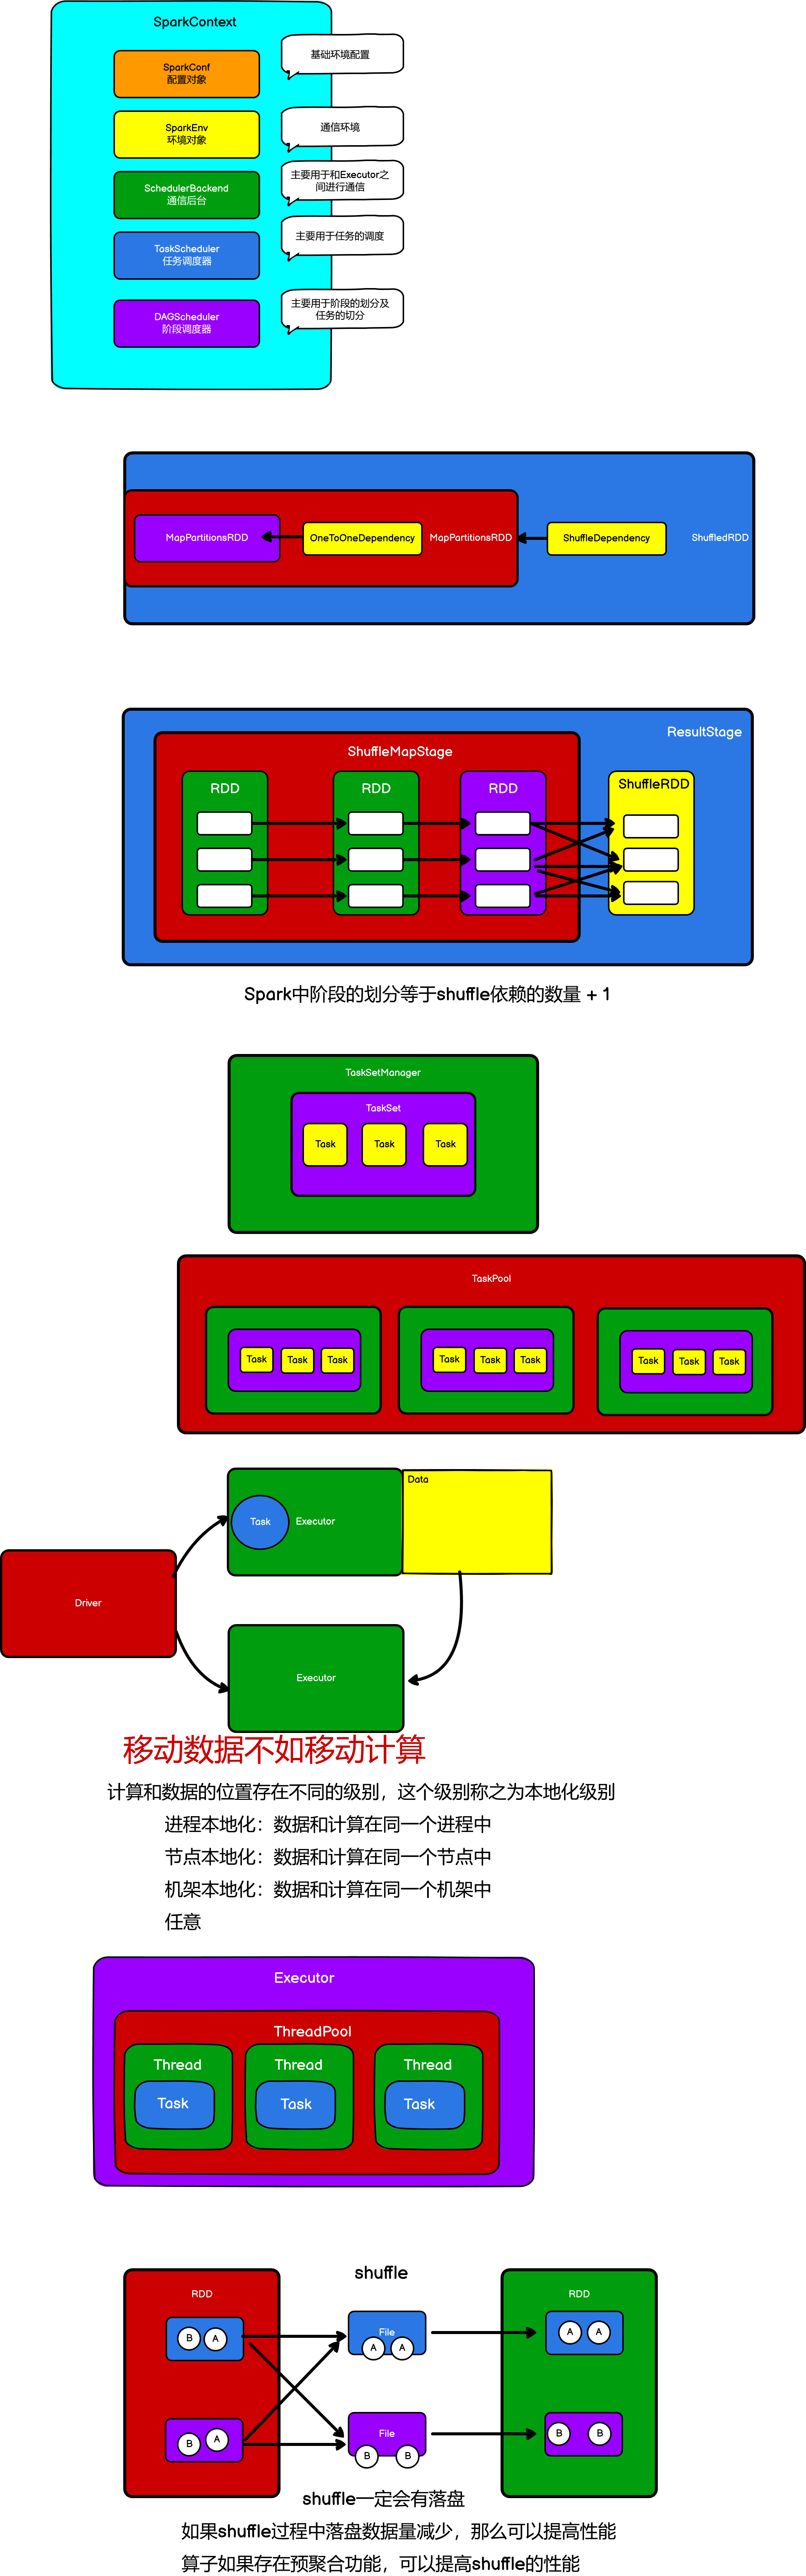 SparkContext
SparkConf
配置对象
基础环境配置
SparkEnv
环境对象
通信环境
SchedulerBackend
通信后台
主要用于和Executor之
间进行通信
TaskScheduler
任务调度器
主要用于任务的调度
DAGScheduler
阶段调度器
主要用于阶段的划分及
任务的切分
MapPartitionsRDD
OneToOneDependency
MapPartitionsRDD
ShuffleDependency
ShuffledRDD
ResultStage
ShuffleMapStage
RDD
RDD
RDD
ShuffleRDD
Spark中阶段的划分等于shuffle依赖的数量 + 1
TaskSetManager
TaskSet
Task
Task
Task
TaskPool
Task
Task
Task
Task
Task
Task
Task
Task
Task
Data
Task
Executor
Driver
Executor
移动数据不如移动计算
计算和数据的位置存在不同的级别，这个级别称之为本地化级别
进程本地化：数据和计算在同一个进程中
节点本地化：数据和计算在同一个节点中
机架本地化：数据和计算在同一个机架中
任意
Executor
ThreadPool
Thread
Thread
Thread
Task
Task
Task
shuffle
RDD
RDD
B
A
File
A
A
A
A
B
A
File
B
B
B
B
shuffle一定会有落盘
如果shuffle过程中落盘数据量减少，那么可以提高性能
算子如果存在预聚合功能，可以提高shuffle的性能